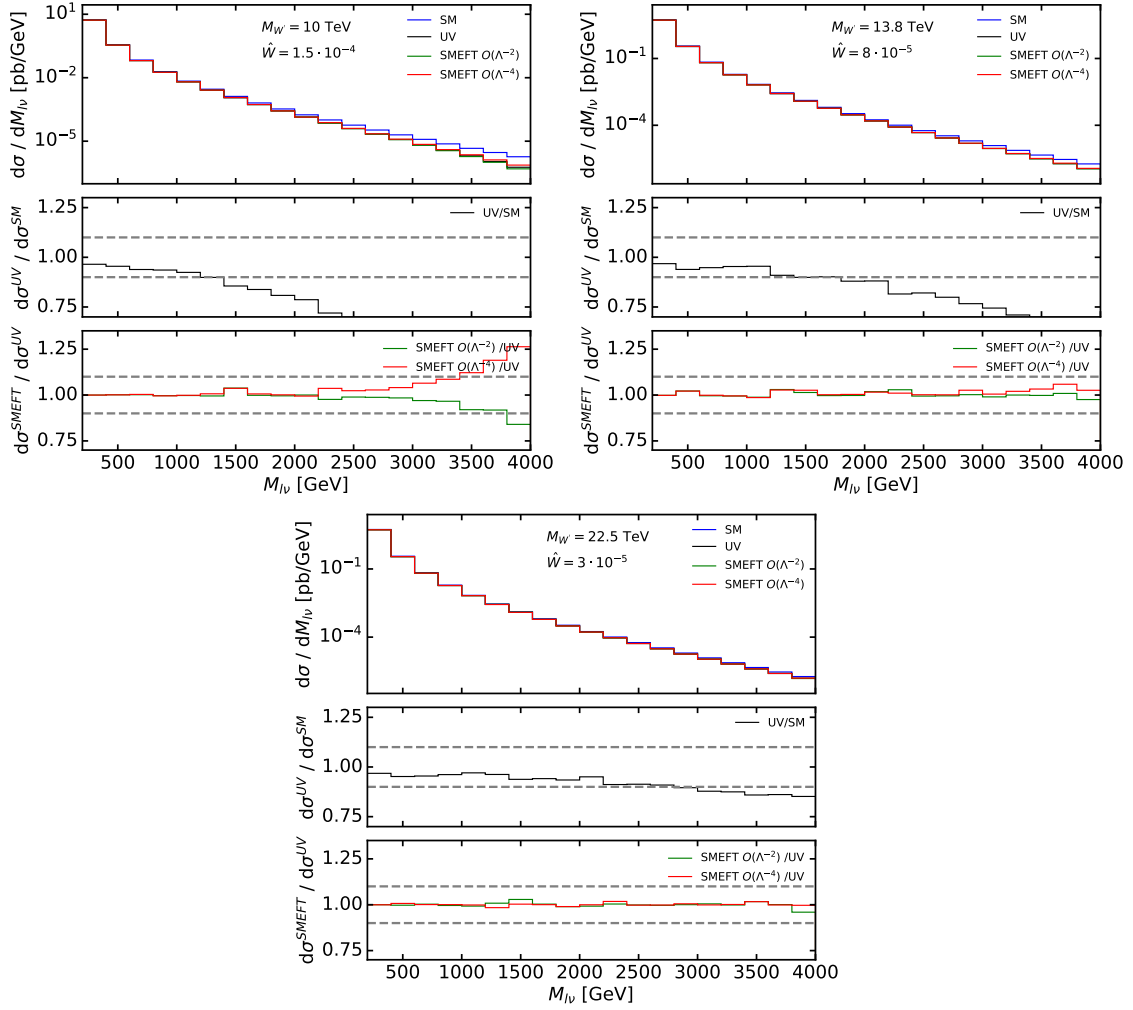 dσ / dM_{lν} [pb/GeV]
10^1
10^{-2}
10^{-5}
M_{W'} = 10 TeV
Ŵ = 1.5 · 10^{-4}
SM
UV
SMEFT O(Λ^{-2})
SMEFT O(Λ^{-4})
dσ^{UV} / dσ^{SM}
1.25
1.00
0.75
UV/SM
dσ^{SMEFT} / dσ^{UV}
1.25
1.00
0.75
SMEFT O(Λ^{-2}) /UV
SMEFT O(Λ^{-4}) /UV
500 1000 1500 2000 2500 3000 3500 4000
M_{lν} [GeV]
dσ / dM_{lν} [pb/GeV]
10^{-1}
10^{-4}
M_{W'} = 13.8 TeV
Ŵ = 8 · 10^{-5}
SM
UV
SMEFT O(Λ^{-2})
SMEFT O(Λ^{-4})
dσ^{UV} / dσ^{SM}
1.25
1.00
0.75
UV/SM
dσ^{SMEFT} / dσ^{UV}
1.25
1.00
0.75
SMEFT O(Λ^{-2}) /UV
SMEFT O(Λ^{-4}) /UV
500 1000 1500 2000 2500 3000 3500 4000
M_{lν} [GeV]
dσ / dM_{lν} [pb/GeV]
10^{-1}
10^{-4}
M_{W'} = 22.5 TeV
Ŵ = 3 · 10^{-5}
SM
UV
SMEFT O(Λ^{-2})
SMEFT O(Λ^{-4})
dσ^{UV} / dσ^{SM}
1.25
1.00
0.75
UV/SM
dσ^{SMEFT} / dσ^{UV}
1.25
1.00
0.75
SMEFT O(Λ^{-2}) /UV
SMEFT O(Λ^{-4}) /UV
500 1000 1500 2000 2500 3000 3500 4000
M_{lν} [GeV]